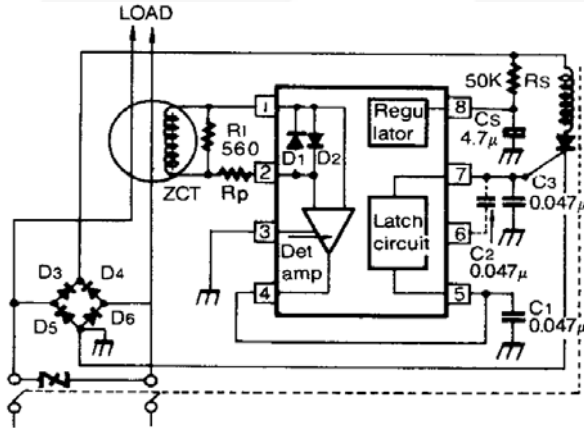 LOAD
50K
RS
1
Regu
lator
8
CS
4.7μ
RI
560
D1
D2
2
ZCT
Rp
7
C3
0.047μ
Latch
circuit
3
6
C2
0.047μ
Det
amp
D3
D4
4
5
C1
0.047μ
D5
D6